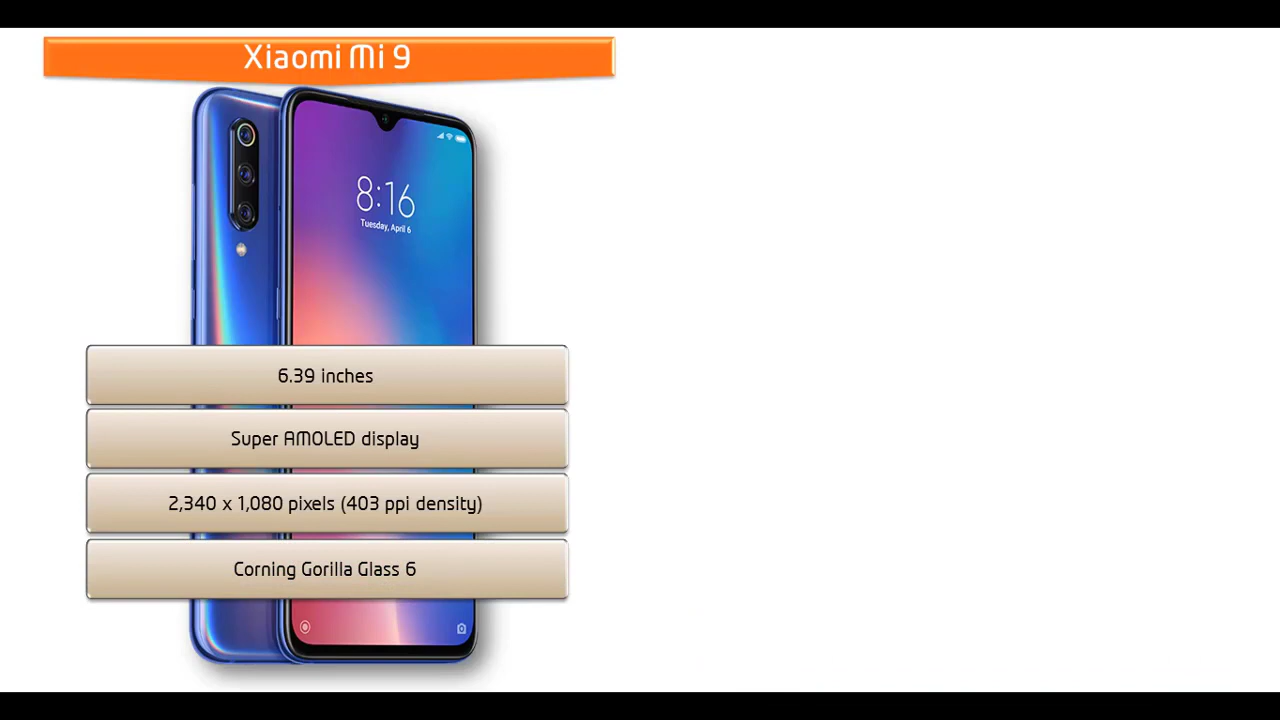 Xiaomi Mi 9
8:16
Tuesday, April 6
6.39 inches
Super AMOLED display
2,340 x 1,080 pixels (403 ppi density)
Corning Gorilla Glass 6